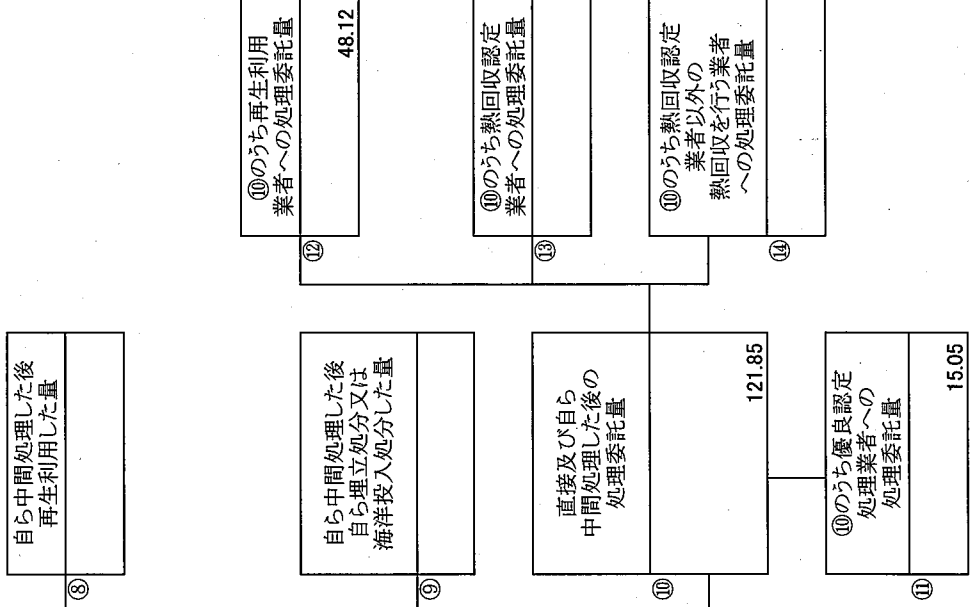 ⑧
自ら中間処理した後
再生利用した量
⑨
自ら中間処理した後
自ら埋立処分又は
海洋投入処分した量
⑩
直接及び自ら
中間処理した後の
処理委託量
121.85
⑪
⑩のうち優良認定
処理業者への
処理委託量
15.05
⑫
⑩のうち再生利用
業者への処理委託量
48.12
⑬
⑩のうち熱回収認定
業者への処理委託量
⑭
⑩のうち熱回収認定
業者以外の
熱回収を行う業者
への処理委託量